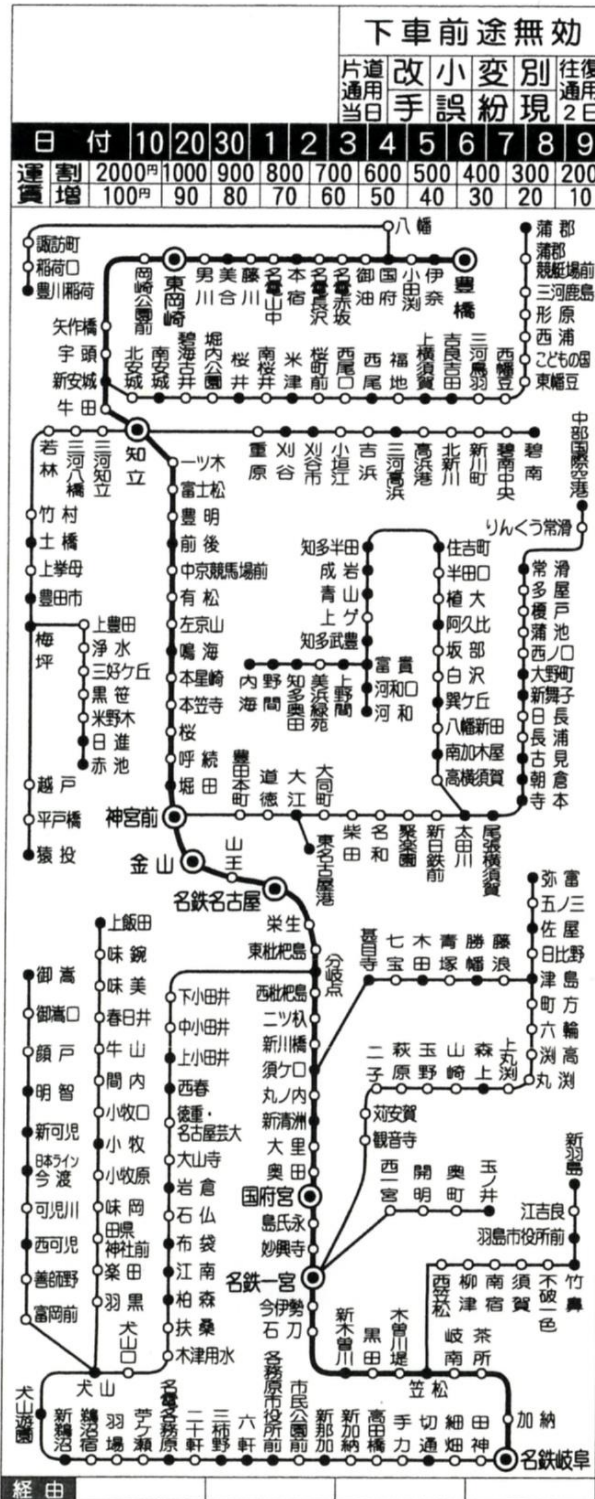 下車前途無効
片道通用当日 改 小 変 別 往復通用2日
手 誤 紛 現
日付 10 20 30 1 2 3 4 5 6 7 8 9
運賃 割 2000円 1000 900 800 700 600 500 400 300 200
増 100円 90 80 70 60 50 40 30 20 10
八幡
諏訪町
稲荷口
豊川稲荷
岡崎公園前
東岡崎
男川
美合
藤川
名電山中
本宿
名電長沢
名電赤坂
御油
国府
小田渕
伊奈
豊橋
蒲郡
蒲郡競艇場前
三河鹿島
形原
西浦
こどもの国
東幡豆
矢作橋
宇頭
新安城
牛田
北安城
南安城
碧海古井
堀内公園
桜井
南桜井
米津
桜町前
西尾口
西尾
福地
上横須賀
吉良吉田
三河鳥羽
西幡豆
知立
若林
三河八橋
三河知立
重原
刈谷
刈谷市
小垣江
吉浜
三河高浜
高浜港
北新川
新川町
碧南中央
碧南
中部国際空港
りんくう常滑
竹村
土橋
上挙母
豊田市
梅坪
上豊田
浄水
三好ケ丘
黒笹
米野木
日進
赤池
越戸
平戸橋
猿投
一ツ木
富士松
豊明
前後
中京競馬場前
有松
左京山
鳴海
本星崎
本笠寺
桜
呼続
堀田
神宮前
知多半田
成岩
青山
上ゲ
知多武豊
富貴
河和口
河和
内海
野間
知多奥田
美浜緑苑
上野間
住吉町
半田口
植大
阿久比
坂部
白沢
巽ケ丘
八幡新田
南加木屋
高横須賀
常滑
多屋
榎戸
蒲池
西ノ口
大野町
新舞子
日長
長浦
古見
朝倉
寺本
豊田本町
道徳
大江
大同町
東名古屋港
柴田
名和
聚楽園
新日鉄前
太田川
尾張横須賀
金山
山王
名鉄名古屋
栄生
東枇杷島
分岐点
西枇杷島
二ツ杁
新川橋
須ケ口
丸ノ内
新清洲
大里
奥田
国府宮
島氏永
妙興寺
名鉄一宮
今伊勢
石刀
甚目寺
七宝
木田
青塚
勝幡
藤浪
弥富
五ノ三
佐屋
日比野
津島
町方
六輪
渕高
丸渕
上丸渕
森上
山崎
玉野
萩原
二子
苅安賀
観音寺
西一宮
開明
奥町
玉ノ井
新羽島
江吉良
羽島市役所前
竹鼻
不破一色
須賀
南宿
柳津
西笠松
上飯田
味鋺
味美
春日井
牛山
間内
小牧口
小牧
小牧原
味岡
田県神社前
楽田
羽黒
御嵩
御嵩口
顔戸
明智
新可児
日本ライン今渡
可児川
西可児
善師野
富岡前
下小田井
中小田井
上小田井
西春
徳重・名古屋芸大
大山寺
岩倉
石仏
布袋
江南
柏森
扶桑
木津用水
犬山口
犬山
犬山遊園
新鵜沼
鵜沼宿
羽場
苧ケ瀬
名電各務原
二十軒
三柿野
六軒
各務原市役所前
市民公園前
新那加
新加納
高田橋
手力
切通
細畑
田神
名鉄岐阜
新木曽川
黒田
木曽川堤
笠松
岐南
茶所
加納
経由